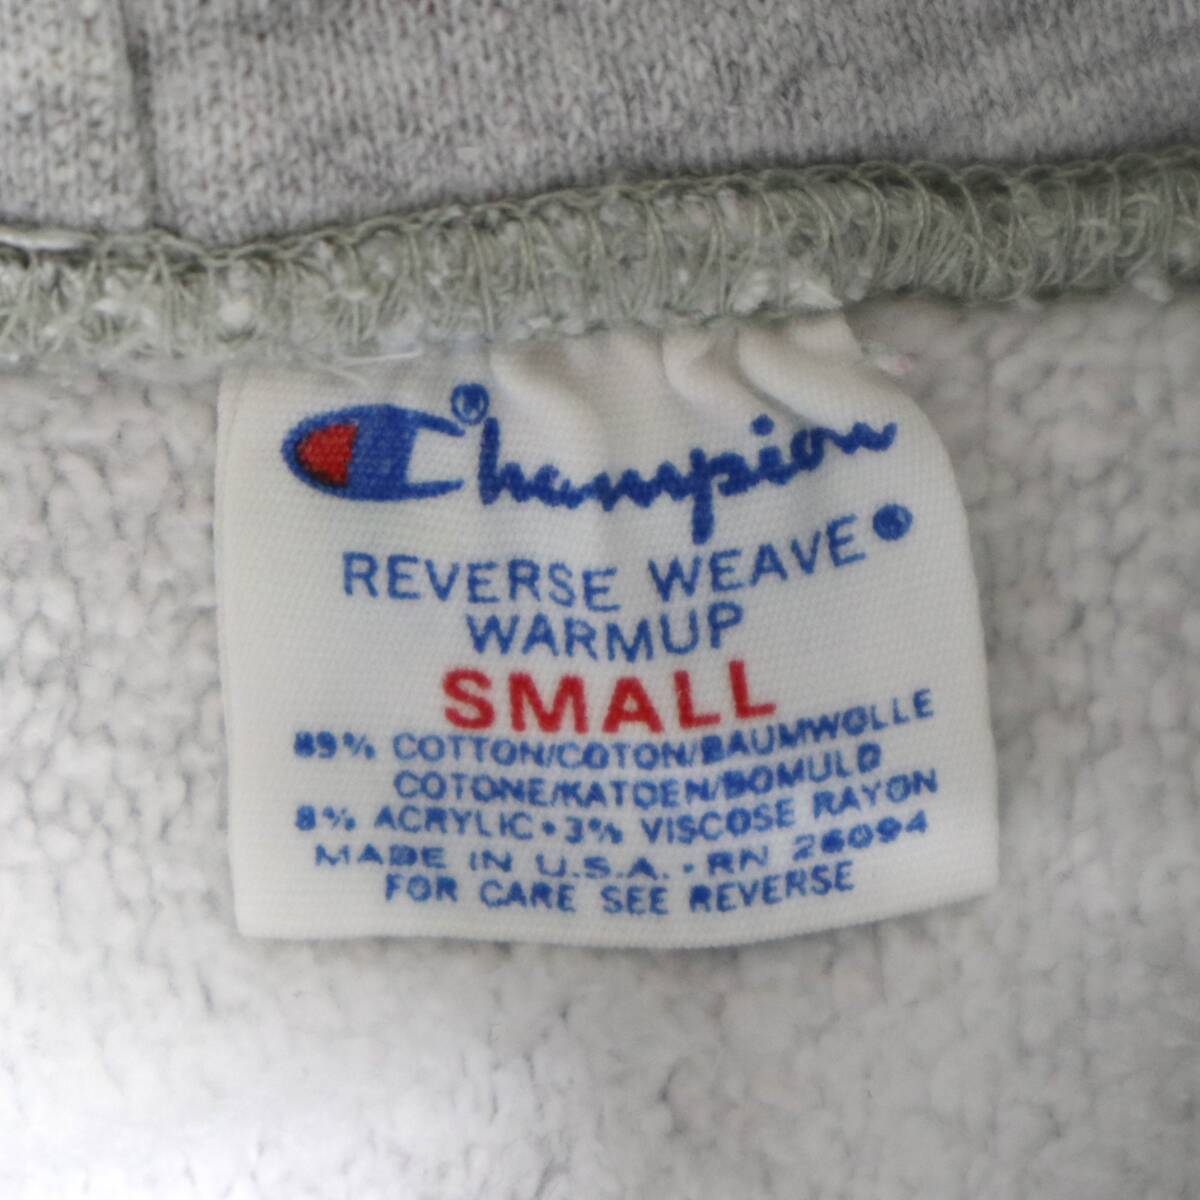 Champion®
REVERSE WEAVE®
WARMUP
SMALL
89% COTTON/COTON/BAUMWOLLE
COTONE/KATOEN/BOMULD
8% ACRYLIC • 3% VISCOSE RAYON
MADE IN U.S.A. • RN 26094
FOR CARE SEE REVERSE